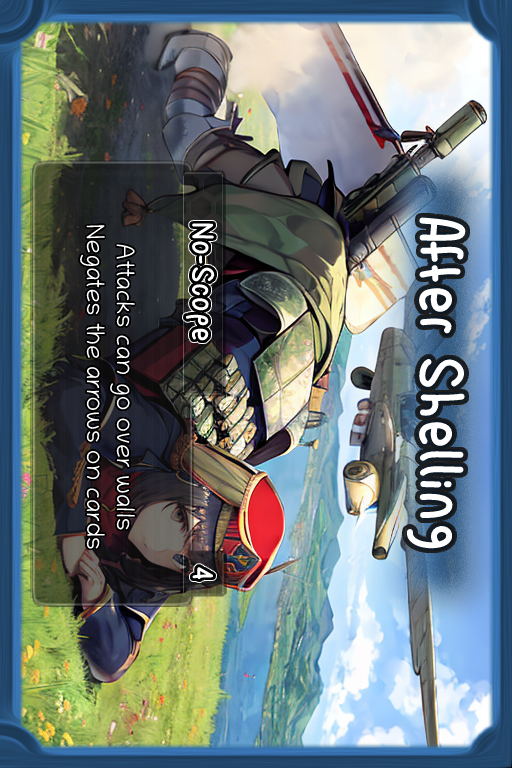 After Shelling
No-Scope 4
Attacks can go over walls
Negates the arrows on cards